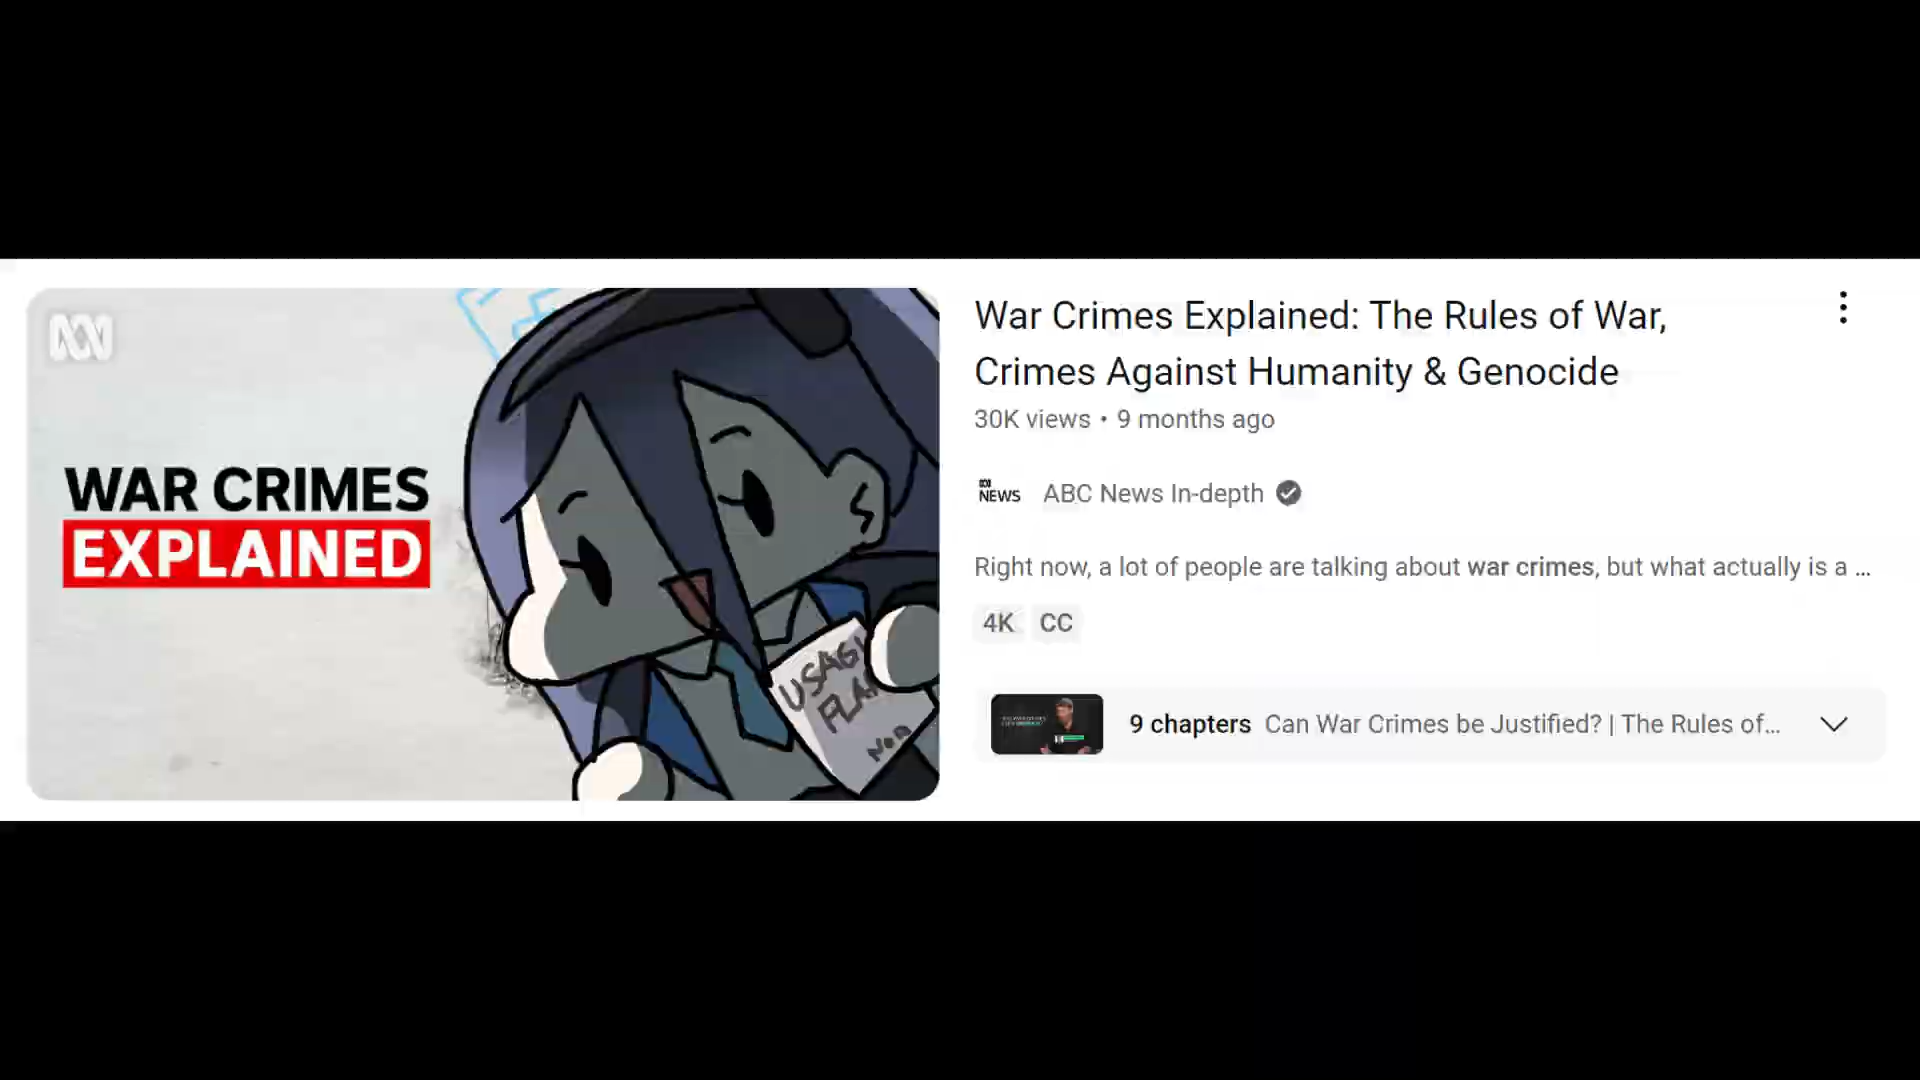 WAR CRIMES
EXPLAINED
USAGI
FLA
NOA
War Crimes Explained: The Rules of War,
Crimes Against Humanity & Genocide
30K views • 9 months ago
NEWS
ABC News In-depth
Right now, a lot of people are talking about war crimes, but what actually is a ...
4K CC
9 chapters Can War Crimes be Justified? | The Rules of...